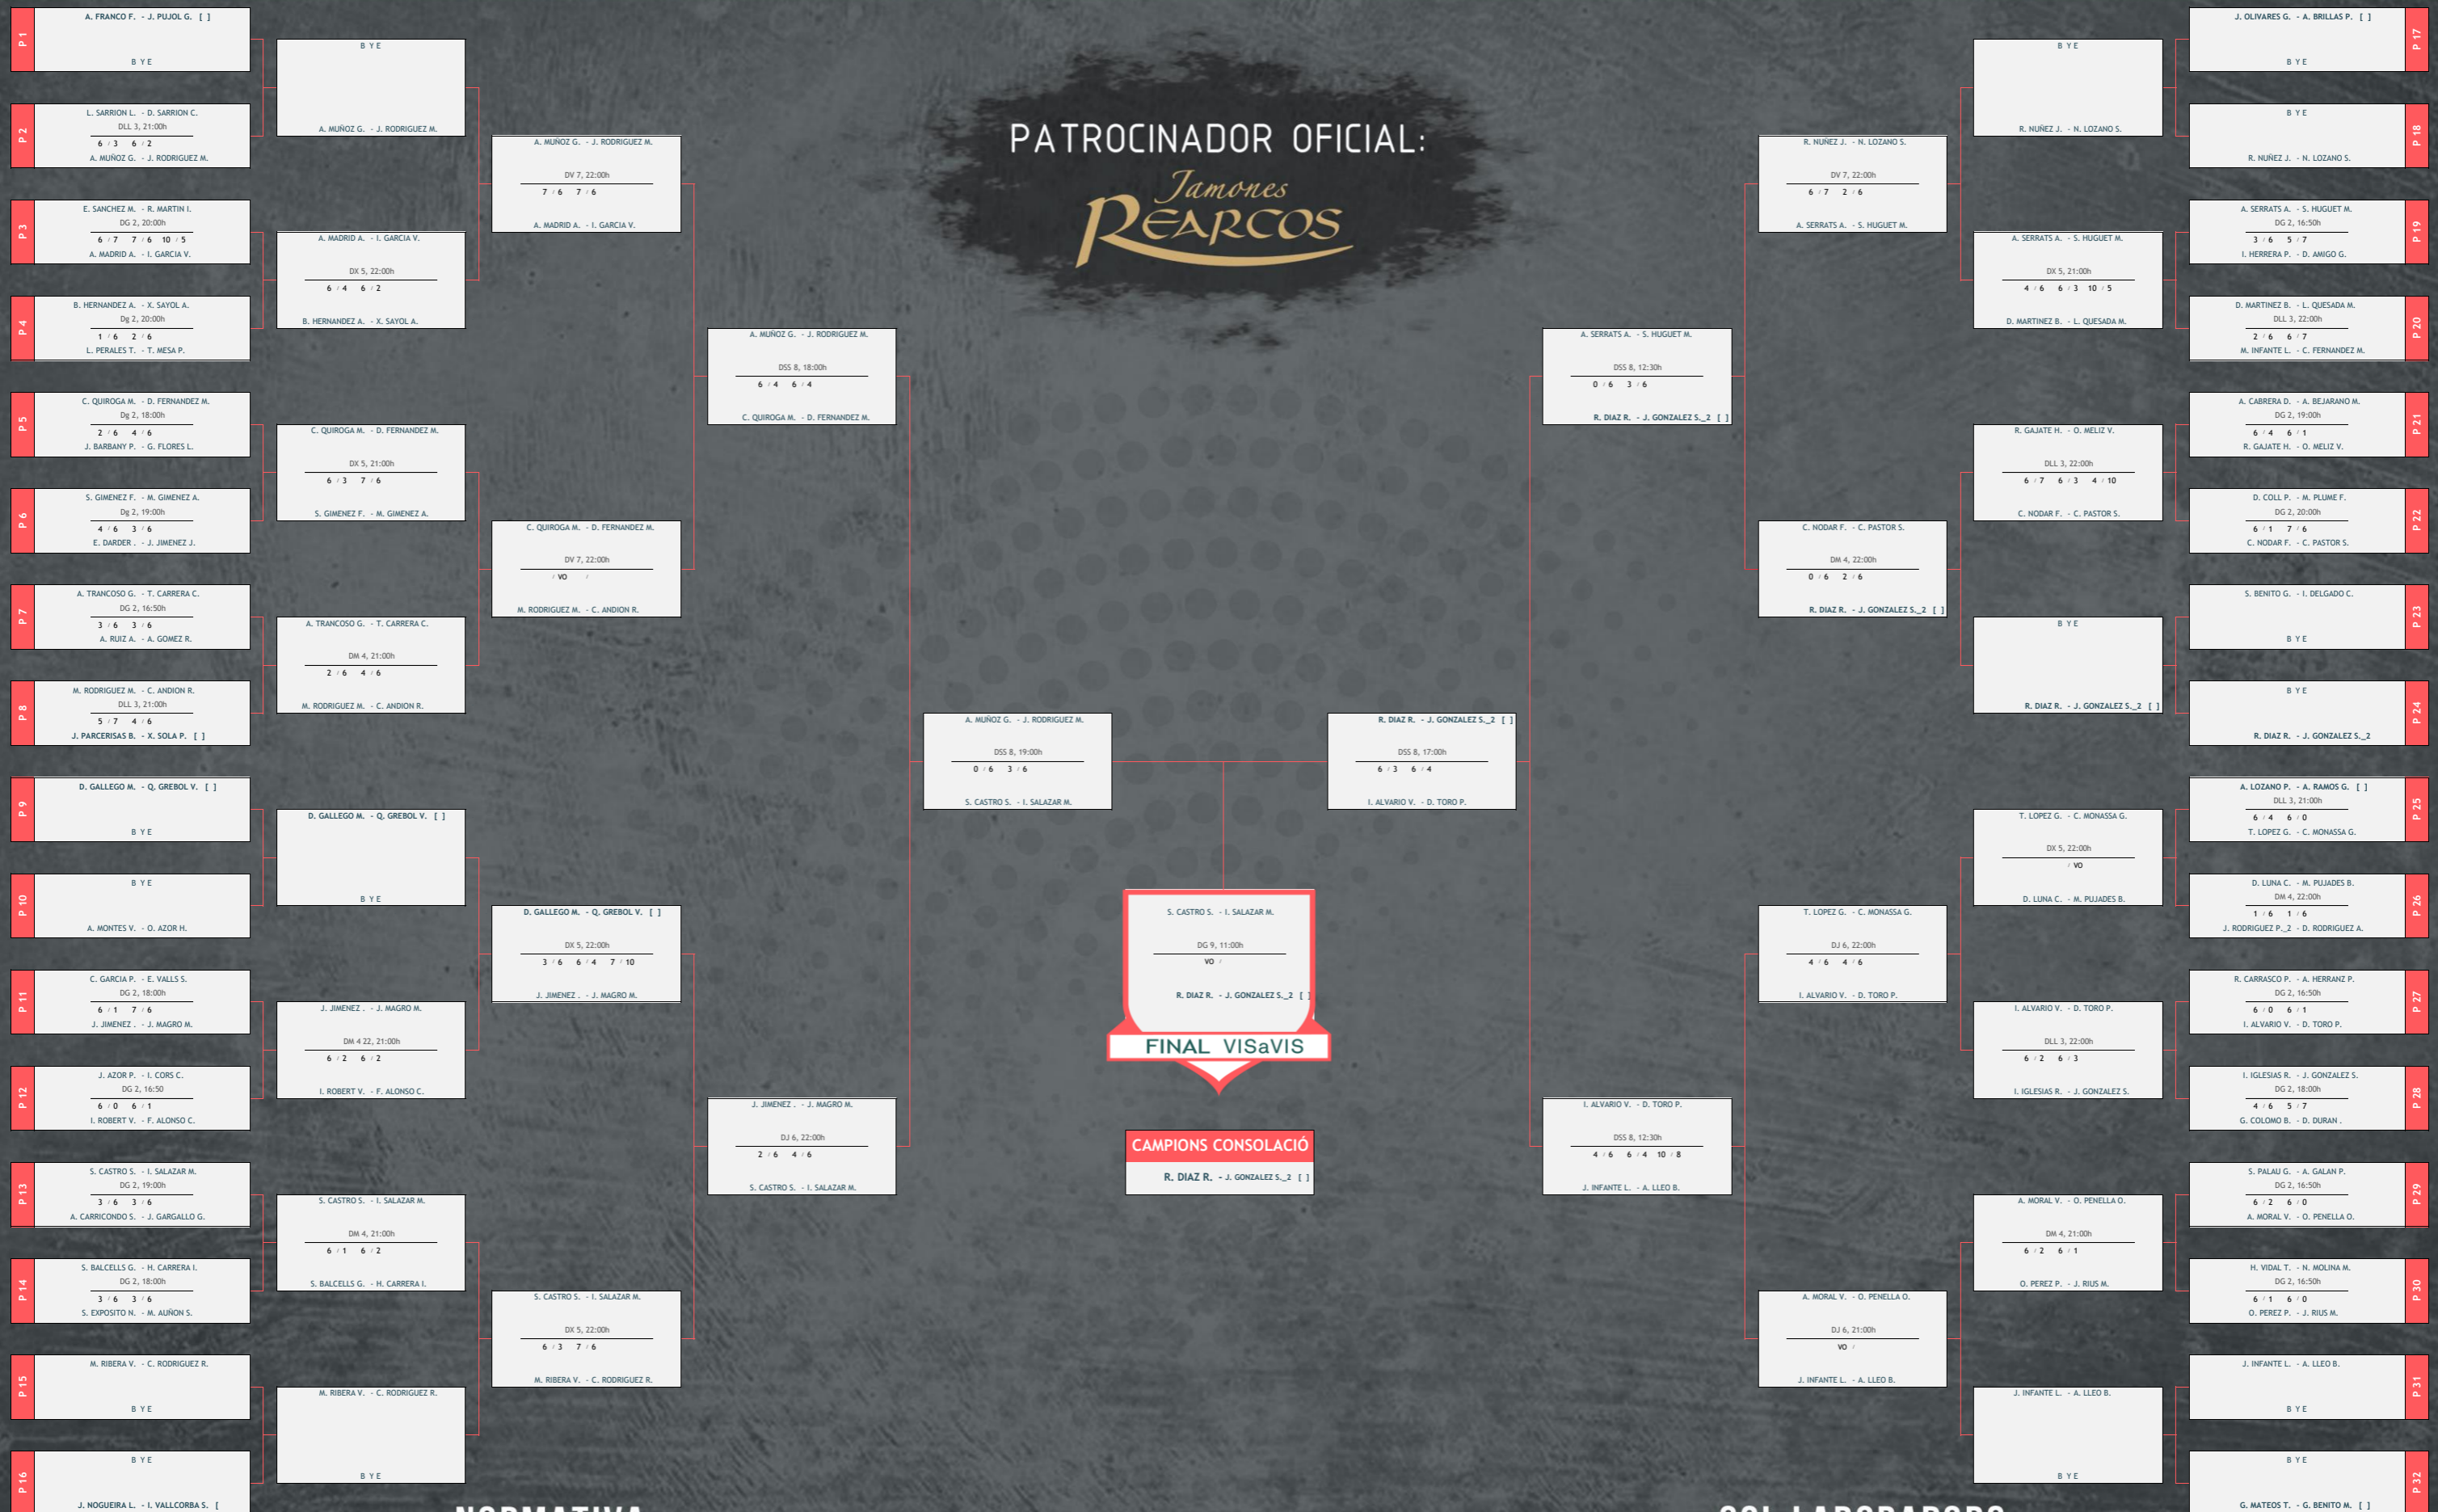 P 1
A. FRANCO F. - J. PUJOL G. [ ]
B Y E
P 2
L. SARRION L. - D. SARRION C.
DLL 3, 21:00h
6 / 3 6 / 2
A. MUÑOZ G. - J. RODRIGUEZ M.
P 3
E. SANCHEZ M. - R. MARTIN I.
DG 2, 20:00h
6 / 7 7 / 6 10 / 5
A. MADRID A. - I. GARCIA V.
P 4
B. HERNANDEZ A. - X. SAYOL A.
Dg 2, 20:00h
1 / 6 2 / 6
L. PERALES T. - T. MESA P.
P 5
C. QUIROGA M. - D. FERNANDEZ M.
Dg 2, 18:00h
2 / 6 4 / 6
J. BARBANY P. - G. FLORES L.
P 6
S. GIMENEZ F. - M. GIMENEZ A.
Dg 2, 19:00h
4 / 6 3 / 6
E. DARDER . - J. JIMENEZ J.
P 7
A. TRANCOSO G. - T. CARRERA C.
DG 2, 16:50h
3 / 6 3 / 6
A. RUIZ A. - A. GOMEZ R.
P 8
M. RODRIGUEZ M. - C. ANDION R.
DLL 3, 21:00h
5 / 7 4 / 6
J. PARCERISAS B. - X. SOLA P. [ ]
P 9
D. GALLEGO M. - Q. GREBOL V. [ ]
B Y E
P 10
B Y E
A. MONTES V. - O. AZOR H.
P 11
C. GARCIA P. - E. VALLS S.
DG 2, 18:00h
6 / 1 7 / 6
J. JIMENEZ . - J. MAGRO M.
P 12
J. AZOR P. - I. CORS C.
DG 2, 16:50
6 / 0 6 / 1
I. ROBERT V. - F. ALONSO C.
P 13
S. CASTRO S. - I. SALAZAR M.
DG 2, 19:00h
3 / 6 3 / 6
A. CARRICONDO S. - J. GARGALLO G.
P 14
S. BALCELLS G. - H. CARRERA I.
DG 2, 18:00h
3 / 6 3 / 6
S. EXPOSITO N. - M. AUÑON S.
P 15
M. RIBERA V. - C. RODRIGUEZ R.
B Y E
P 16
B Y E
J. NOGUEIRA L. - I. VALLCORBA S. [
B Y E
A. MUÑOZ G. - J. RODRIGUEZ M.
A. MADRID A. - I. GARCIA V.
DX 5, 22:00h
6 / 4 6 / 2
B. HERNANDEZ A. - X. SAYOL A.
C. QUIROGA M. - D. FERNANDEZ M.
DX 5, 21:00h
6 / 3 7 / 6
S. GIMENEZ F. - M. GIMENEZ A.
A. TRANCOSO G. - T. CARRERA C.
DM 4, 21:00h
2 / 6 4 / 6
M. RODRIGUEZ M. - C. ANDION R.
D. GALLEGO M. - Q. GREBOL V. [ ]
B Y E
J. JIMENEZ . - J. MAGRO M.
DM 4 22, 21:00h
6 / 2 6 / 2
I. ROBERT V. - F. ALONSO C.
S. CASTRO S. - I. SALAZAR M.
DM 4, 21:00h
6 / 1 6 / 2
S. BALCELLS G. - H. CARRERA I.
M. RIBERA V. - C. RODRIGUEZ R.
B Y E
A. MUÑOZ G. - J. RODRIGUEZ M.
DV 7, 22:00h
7 / 6 7 / 6
A. MADRID A. - I. GARCIA V.
C. QUIROGA M. - D. FERNANDEZ M.
DV 7, 22:00h
/ VO /
M. RODRIGUEZ M. - C. ANDION R.
D. GALLEGO M. - Q. GREBOL V. [ ]
DX 5, 22:00h
3 / 6 6 / 4 7 / 10
J. JIMENEZ . - J. MAGRO M.
S. CASTRO S. - I. SALAZAR M.
DX 5, 22:00h
6 / 3 7 / 6
M. RIBERA V. - C. RODRIGUEZ R.
A. MUÑOZ G. - J. RODRIGUEZ M.
DSS 8, 18:00h
6 / 4 6 / 4
C. QUIROGA M. - D. FERNANDEZ M.
J. JIMENEZ . - J. MAGRO M.
DJ 6, 22:00h
2 / 6 4 / 6
S. CASTRO S. - I. SALAZAR M.
PATROCINADOR OFICIAL:
Jamones
REARCOS
A. MUÑOZ G. - J. RODRIGUEZ M.
DSS 8, 19:00h
0 / 6 3 / 6
S. CASTRO S. - I. SALAZAR M.
R. DIAZ R. - J. GONZALEZ S._2 [ ]
DSS 8, 17:00h
6 / 3 6 / 4
I. ALVARIO V. - D. TORO P.
S. CASTRO S. - I. SALAZAR M.
DG 9, 11:00h
VO /
R. DIAZ R. - J. GONZALEZ S._2 [ ]
FINAL VISaVIS
CAMPIONS CONSOLACIÓ
R. DIAZ R. - J. GONZALEZ S._2 [ ]
A. SERRATS A. - S. HUGUET M.
DSS 8, 12:30h
0 / 6 3 / 6
R. DIAZ R. - J. GONZALEZ S._2 [ ]
I. ALVARIO V. - D. TORO P.
DSS 8, 12:30h
4 / 6 6 / 4 10 / 8
J. INFANTE L. - A. LLEO B.
R. NUÑEZ J. - N. LOZANO S.
DV 7, 22:00h
6 / 7 2 / 6
A. SERRATS A. - S. HUGUET M.
C. NODAR F. - C. PASTOR S.
DM 4, 22:00h
0 / 6 2 / 6
R. DIAZ R. - J. GONZALEZ S._2 [ ]
T. LOPEZ G. - C. MONASSA G.
DJ 6, 22:00h
4 / 6 4 / 6
I. ALVARIO V. - D. TORO P.
A. MORAL V. - O. PENELLA O.
DJ 6, 21:00h
VO /
J. INFANTE L. - A. LLEO B.
B Y E
R. NUÑEZ J. - N. LOZANO S.
A. SERRATS A. - S. HUGUET M.
DX 5, 21:00h
4 / 6 6 / 3 10 / 5
D. MARTINEZ B. - L. QUESADA M.
R. GAJATE H. - O. MELIZ V.
DLL 3, 22:00h
6 / 7 6 / 3 4 / 10
C. NODAR F. - C. PASTOR S.
B Y E
R. DIAZ R. - J. GONZALEZ S._2 [ ]
T. LOPEZ G. - C. MONASSA G.
DX 5, 22:00h
/ VO
D. LUNA C. - M. PUJADES B.
I. ALVARIO V. - D. TORO P.
DLL 3, 22:00h
6 / 2 6 / 3
I. IGLESIAS R. - J. GONZALEZ S.
A. MORAL V. - O. PENELLA O.
DM 4, 21:00h
6 / 2 6 / 1
O. PEREZ P. - J. RIUS M.
J. INFANTE L. - A. LLEO B.
B Y E
J. OLIVARES G. - A. BRILLAS P. [ ]
B Y E
P 17
B Y E
R. NUÑEZ J. - N. LOZANO S.
P 18
A. SERRATS A. - S. HUGUET M.
DG 2, 16:50h
3 / 6 5 / 7
I. HERRERA P. - D. AMIGO G.
P 19
D. MARTINEZ B. - L. QUESADA M.
DLL 3, 22:00h
2 / 6 6 / 7
M. INFANTE L. - C. FERNANDEZ M.
P 20
A. CABRERA D. - A. BEJARANO M.
DG 2, 19:00h
6 / 4 6 / 1
R. GAJATE H. - O. MELIZ V.
P 21
D. COLL P. - M. PLUME F.
DG 2, 20:00h
6 / 1 7 / 6
C. NODAR F. - C. PASTOR S.
P 22
S. BENITO G. - I. DELGADO C.
B Y E
P 23
B Y E
R. DIAZ R. - J. GONZALEZ S._2
P 24
A. LOZANO P. - A. RAMOS G. [ ]
DLL 3, 21:00h
6 / 4 6 / 0
T. LOPEZ G. - C. MONASSA G.
P 25
D. LUNA C. - M. PUJADES B.
DM 4, 22:00h
1 / 6 1 / 6
J. RODRIGUEZ P._2 - D. RODRIGUEZ A.
P 26
R. CARRASCO P. - A. HERRANZ P.
DG 2, 16:50h
6 / 0 6 / 1
I. ALVARIO V. - D. TORO P.
P 27
I. IGLESIAS R. - J. GONZALEZ S.
DG 2, 18:00h
4 / 6 5 / 7
G. COLOMO B. - D. DURAN .
P 28
S. PALAU G. - A. GALAN P.
DG 2, 16:50h
6 / 2 6 / 0
A. MORAL V. - O. PENELLA O.
P 29
H. VIDAL T. - N. MOLINA M.
DG 2, 16:50h
6 / 1 6 / 0
O. PEREZ P. - J. RIUS M.
P 30
J. INFANTE L. - A. LLEO B.
B Y E
P 31
B Y E
G. MATEOS T. - G. BENITO M. [ ]
P 32
NORMATIVA
COL·LABORADORS